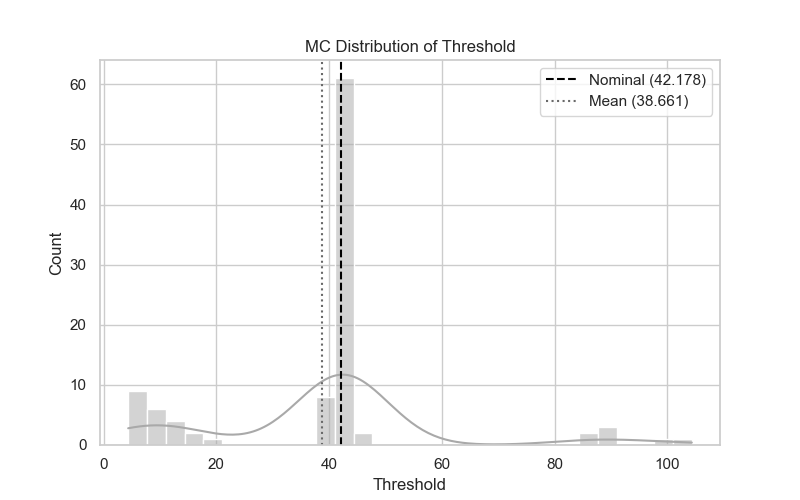 MC Distribution of Threshold
Nominal (42.178)
Mean (38.661)
Count
60
50
40
30
20
10
0
0 20 40 60 80 100
Threshold